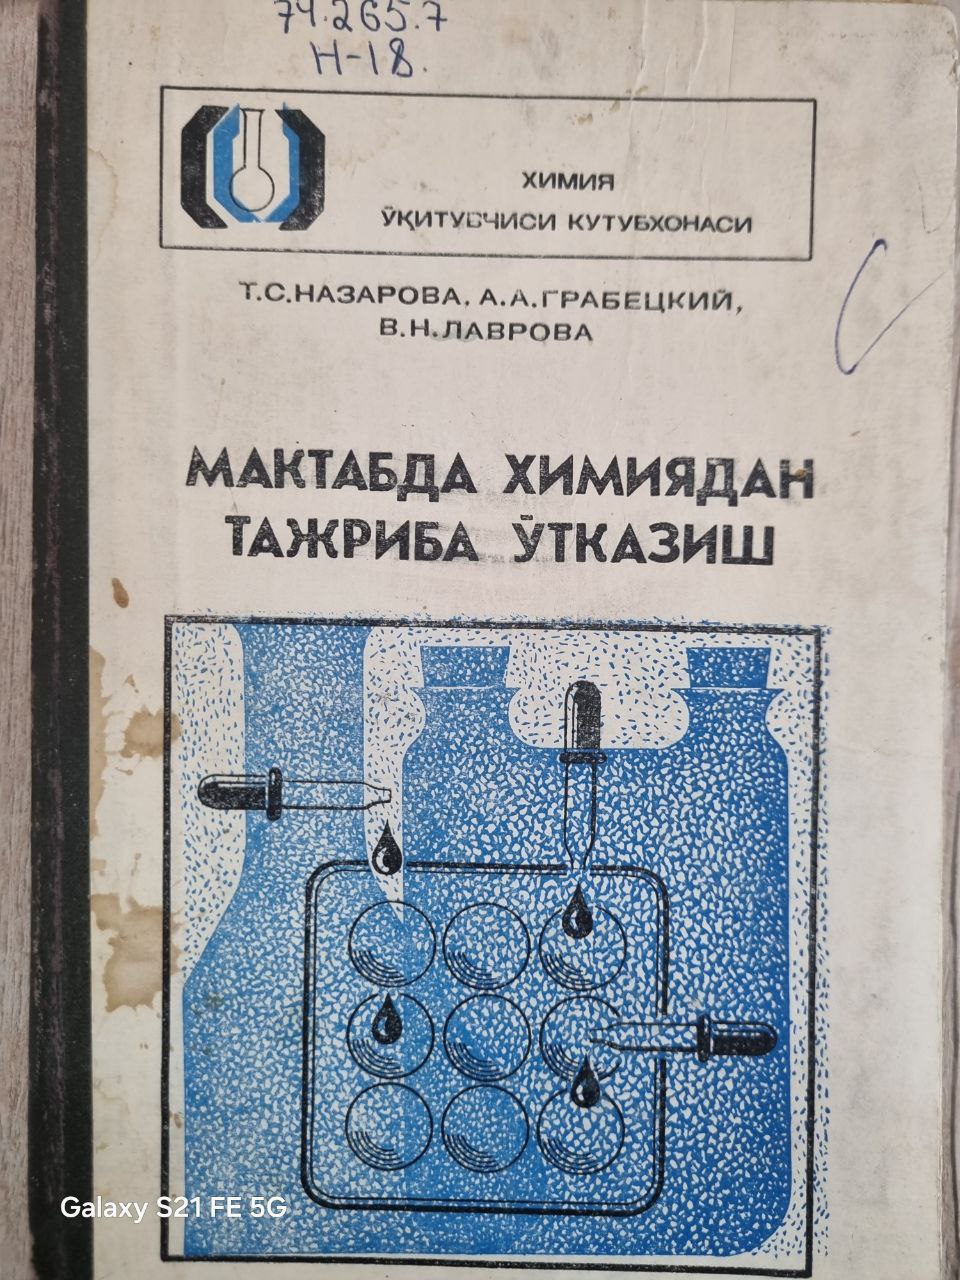 74.265.7
Н-18.
ХИМИЯ
ЎҚИТУВЧИСИ КУТУБХОНАСИ
Т.С.НАЗАРОВА, А.А.ГРАБЕЦКИЙ,
В.Н.ЛАВРОВА
МАКТАБДА ХИМИЯДАН
ТАЖРИБА ЎТКАЗИШ
Galaxy S21 FE 5G